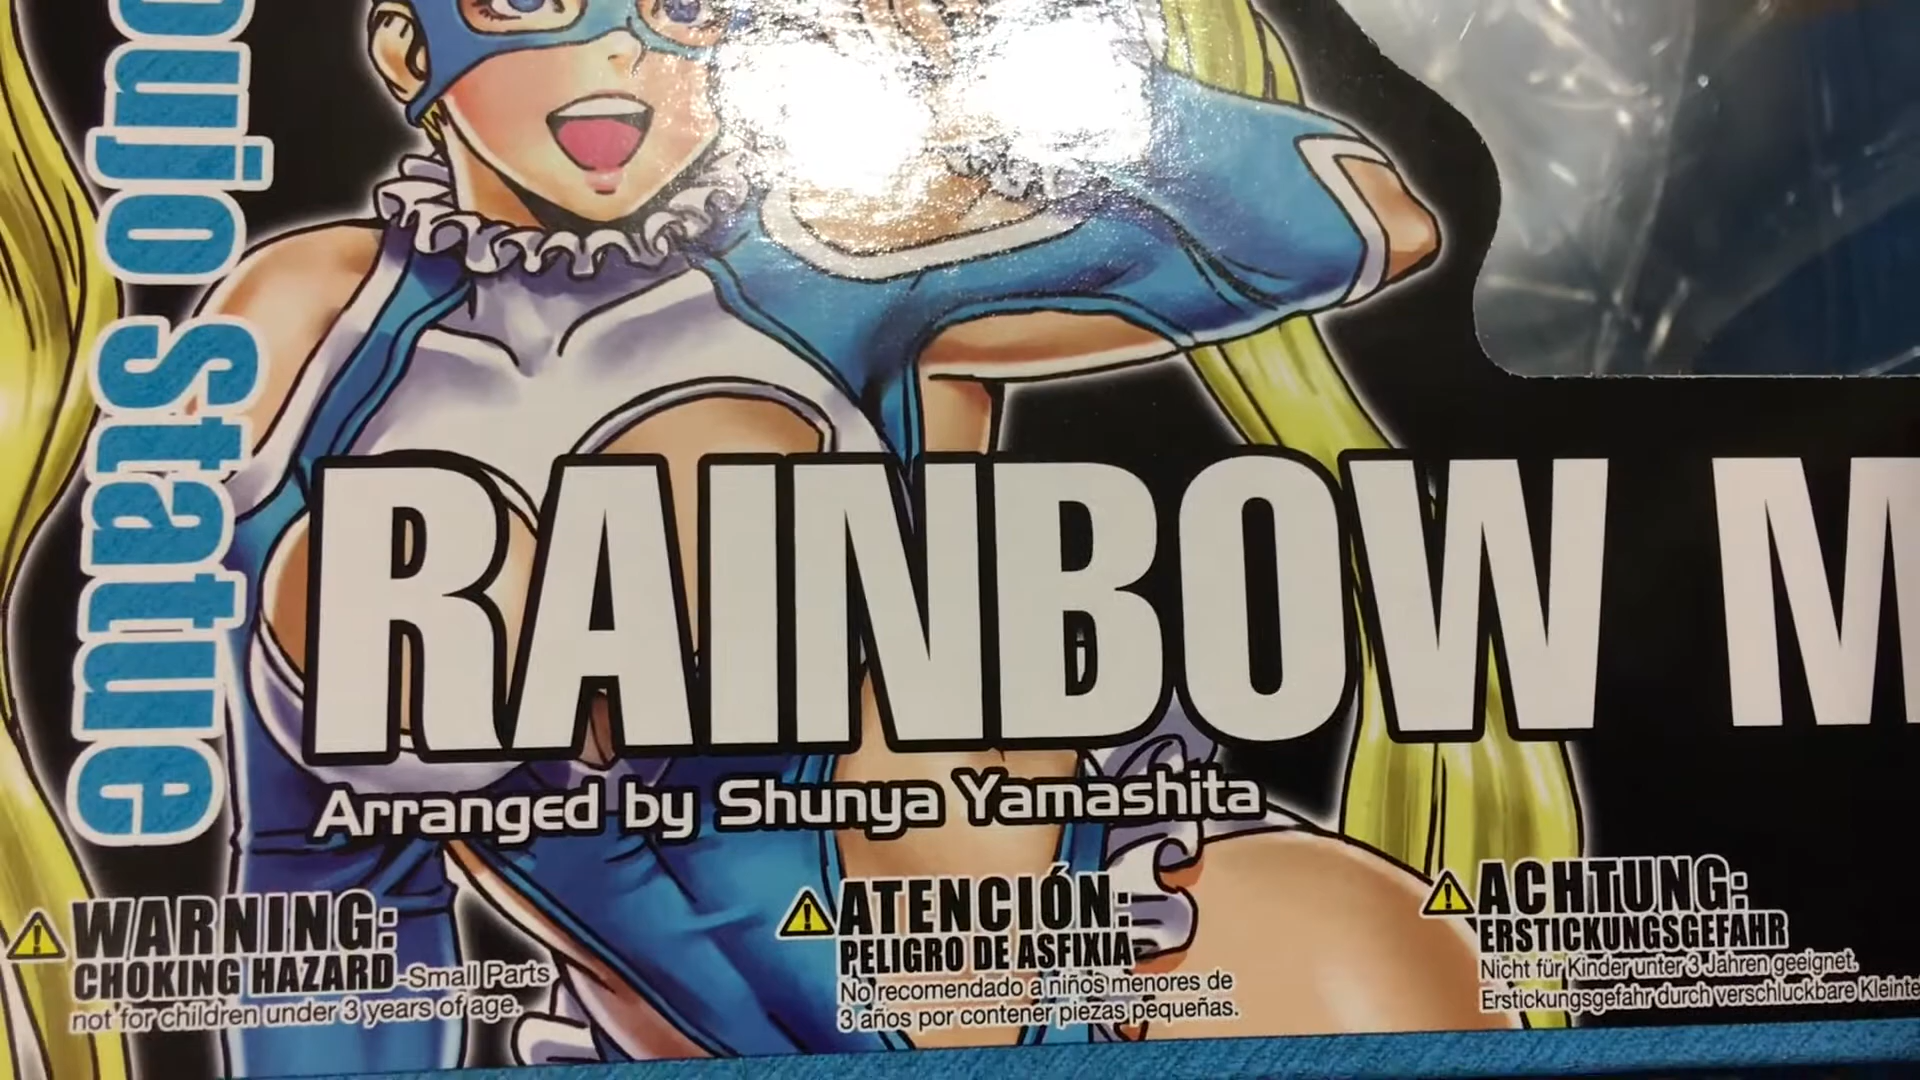 Statue
RAINBOW M
Arranged by Shunya Yamashita
WARNING:
CHOKING HAZARD-Small Parts
not for children under 3 years of age.
ATENCIÓN:
PELIGRO DE ASFIXIA-
No recomendado a niños menores de
3 años por contener piezas pequeñas.
ACHTUNG:
ERSTICKUNGSGEFAHR
Nicht für Kinder unter 3 Jahren geeignet.
Erstickungsgefahr durch verschluckbare